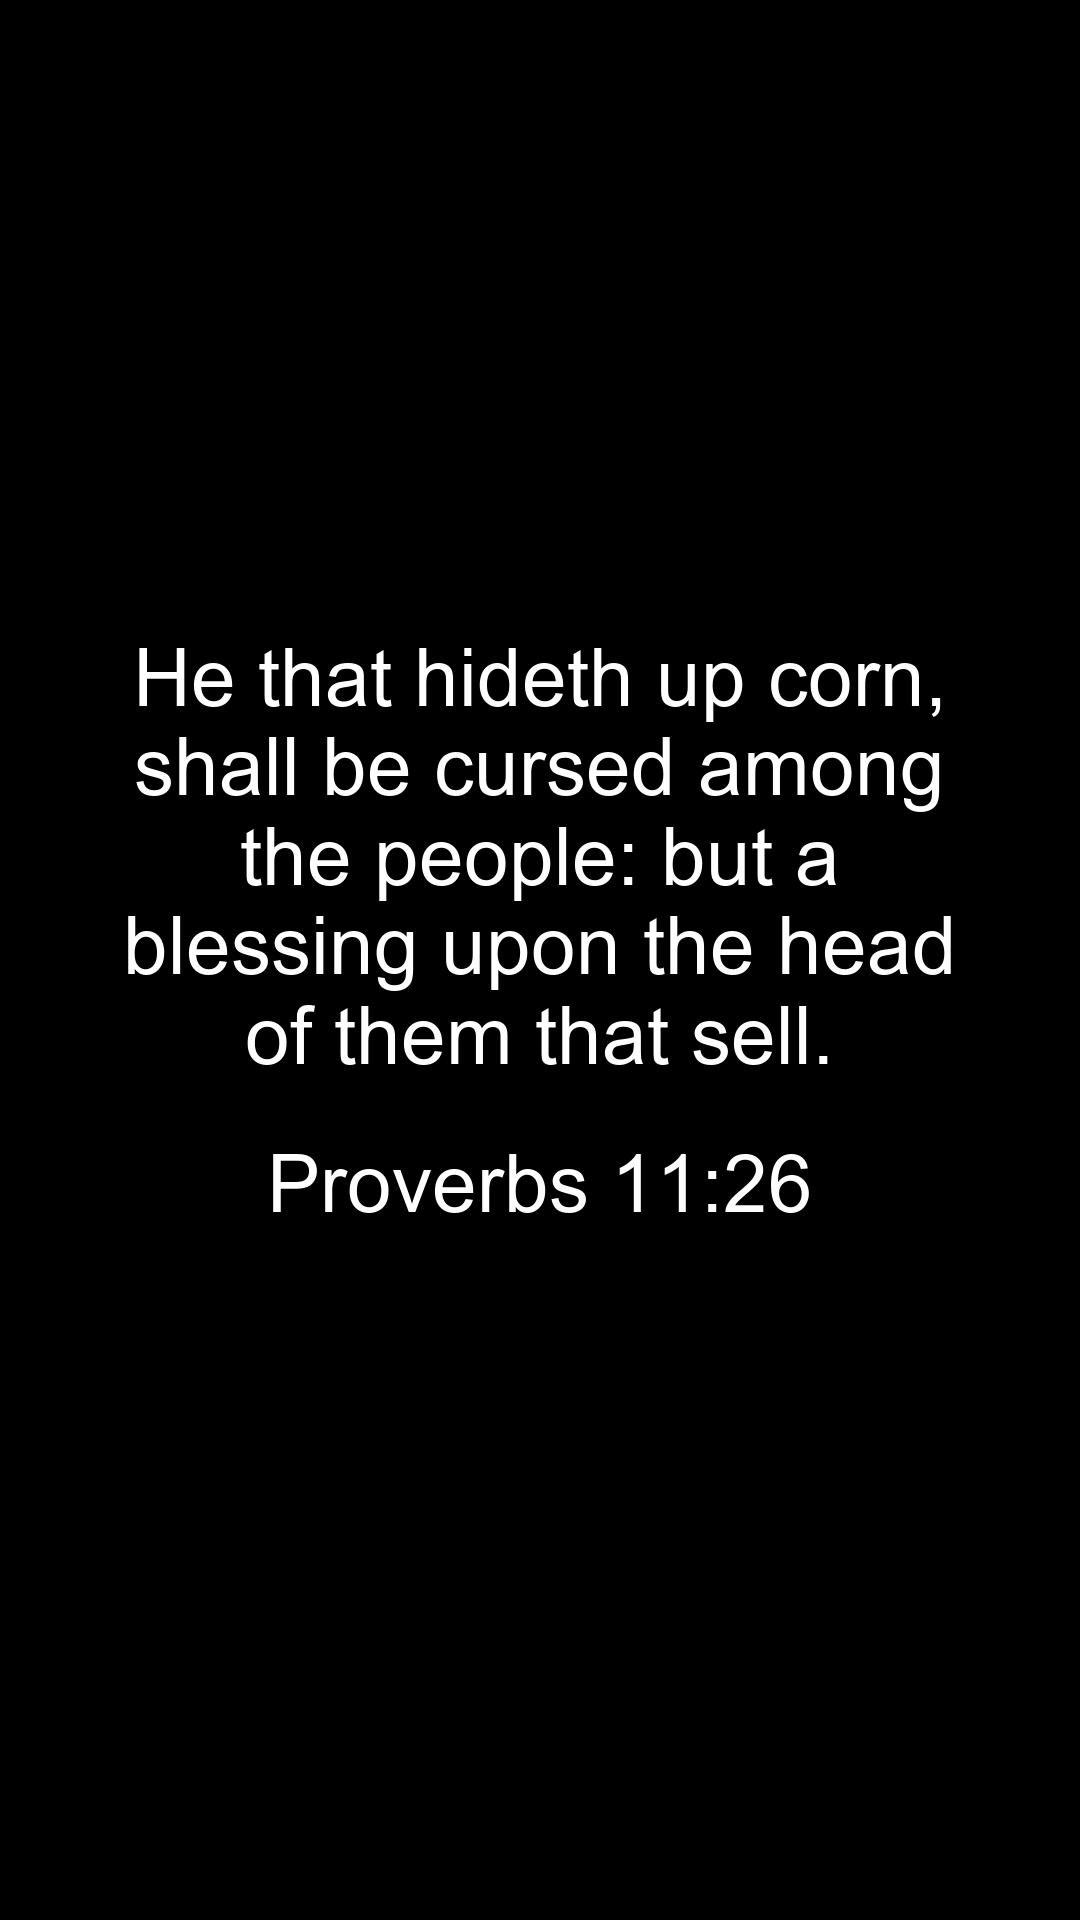 He that hideth up corn,
shall be cursed among
the people: but a
blessing upon the head
of them that sell.
Proverbs 11:26